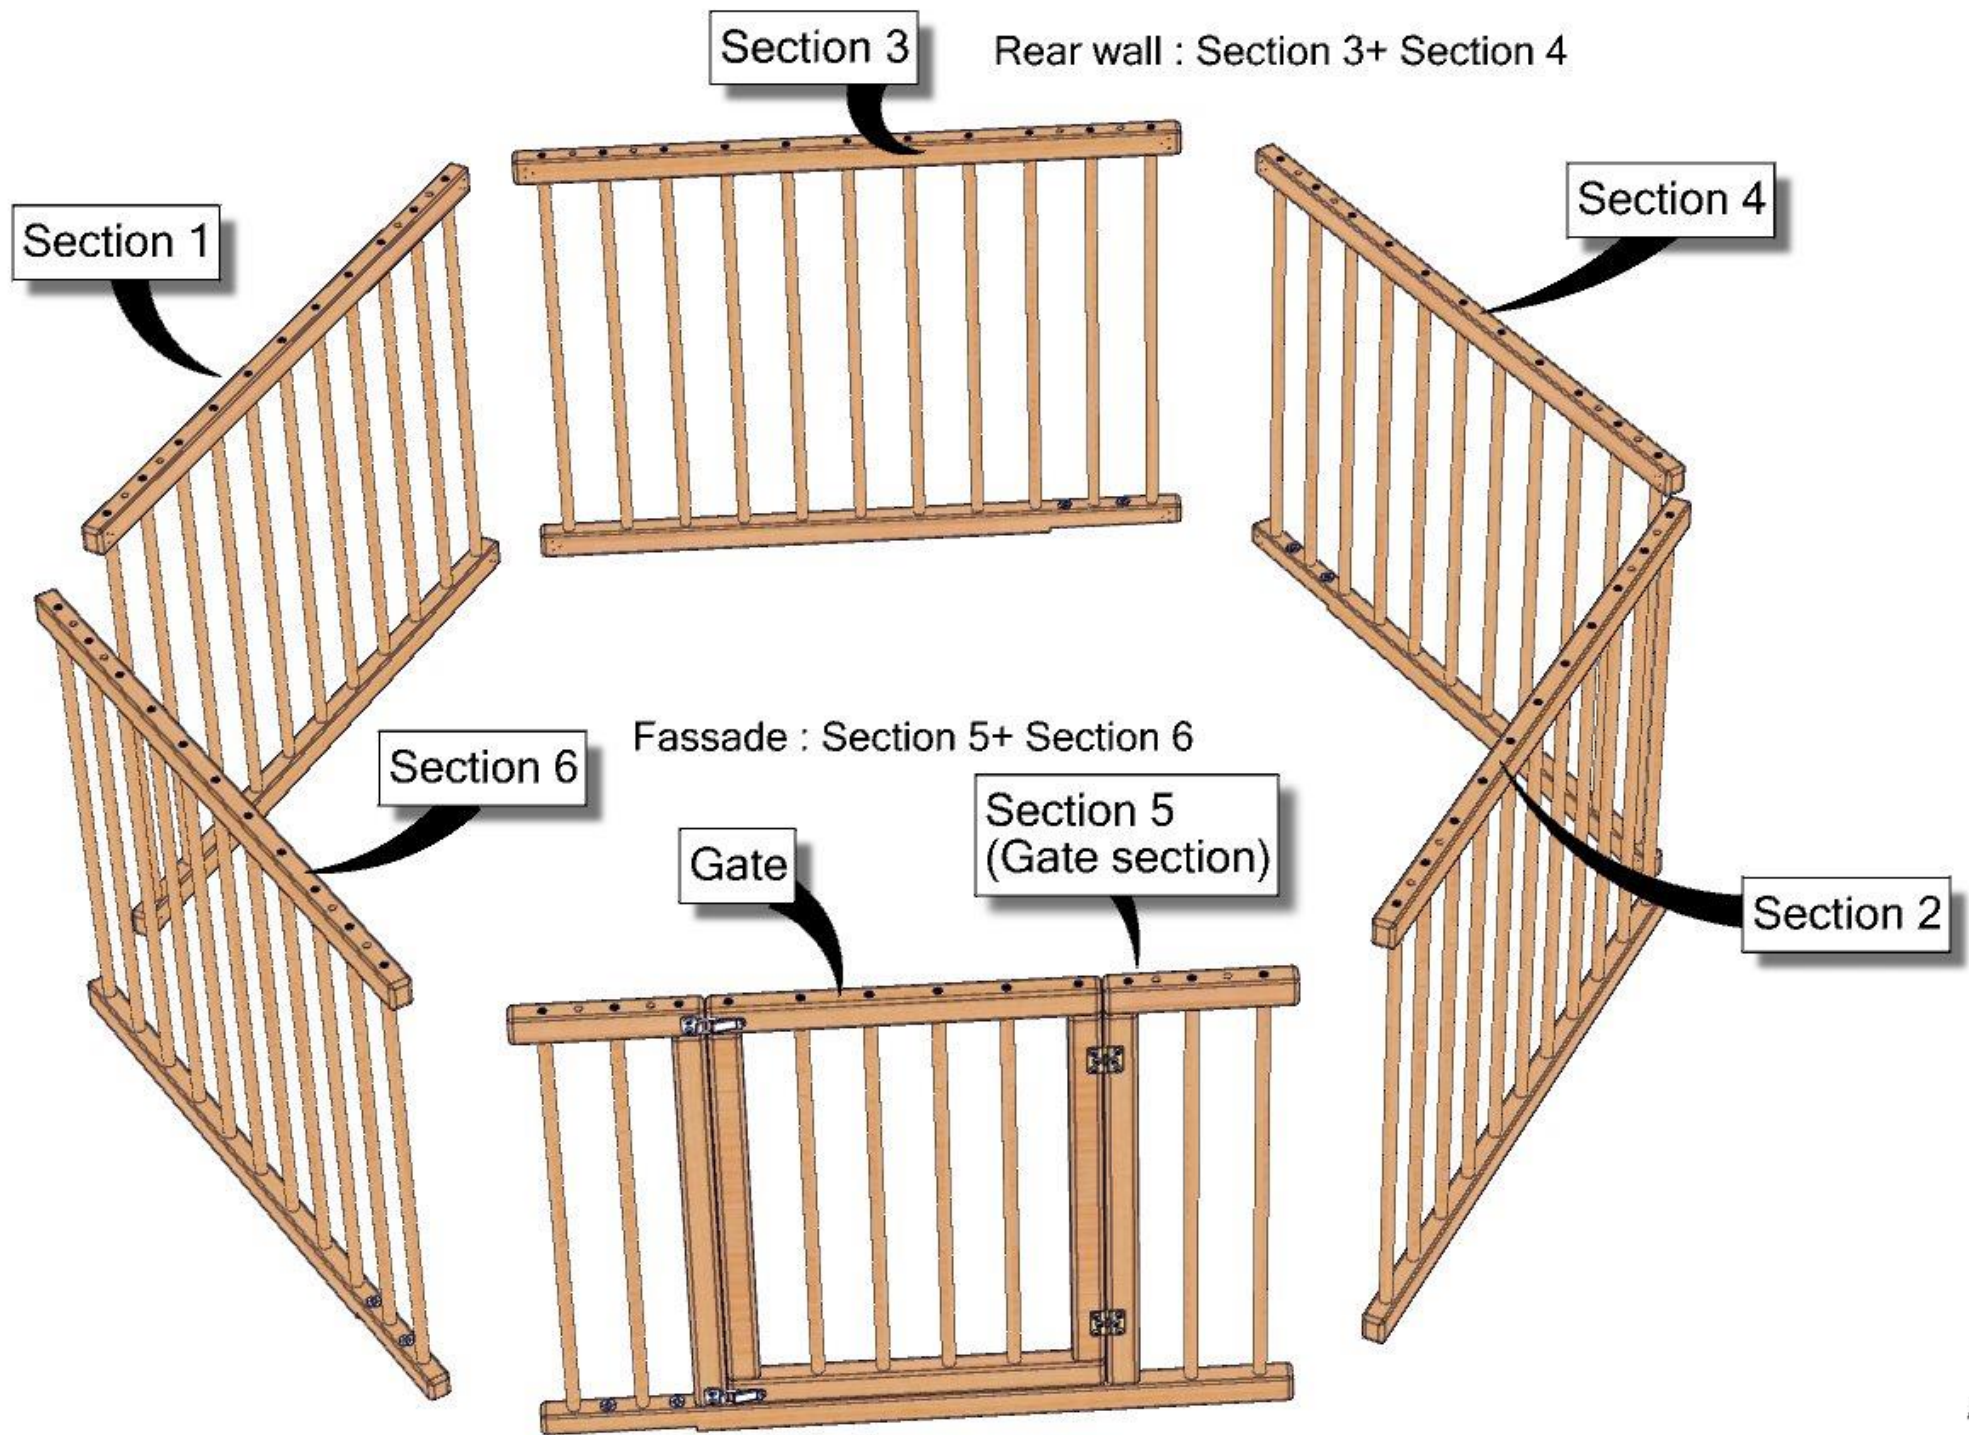 Section 3
Rear wall : Section 3+ Section 4
Section 4
Section 1
Fassade : Section 5+ Section 6
Section 6
Section 5
(Gate section)
Gate
Section 2